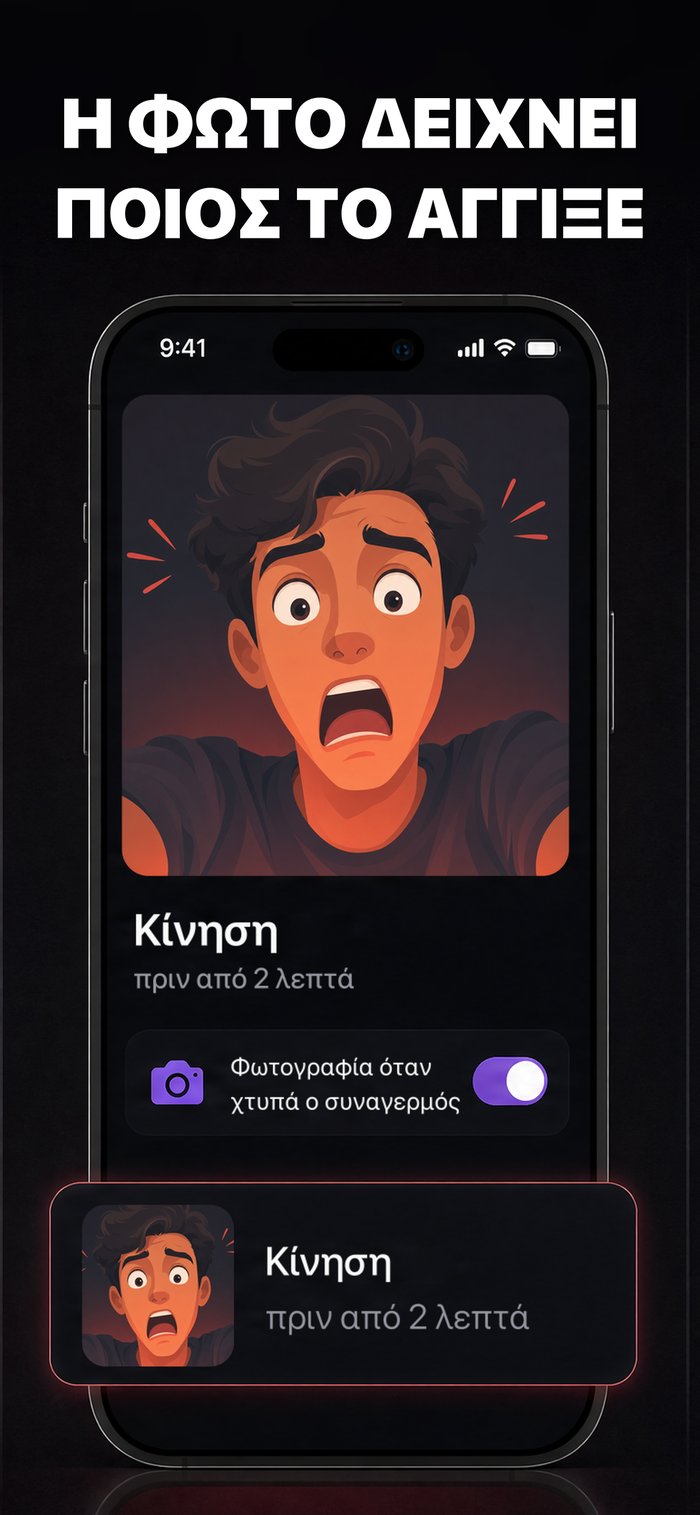 Η ΦΩΤΟ ΔΕΙΧΝΕΙ
ΠΟΙΟΣ ΤΟ ΑΓΓΙΞΕ
9:41
Κίνηση
πριν από 2 λεπτά
Φωτογραφία όταν
χτυπά ο συναγερμός
Κίνηση
πριν από 2 λεπτά